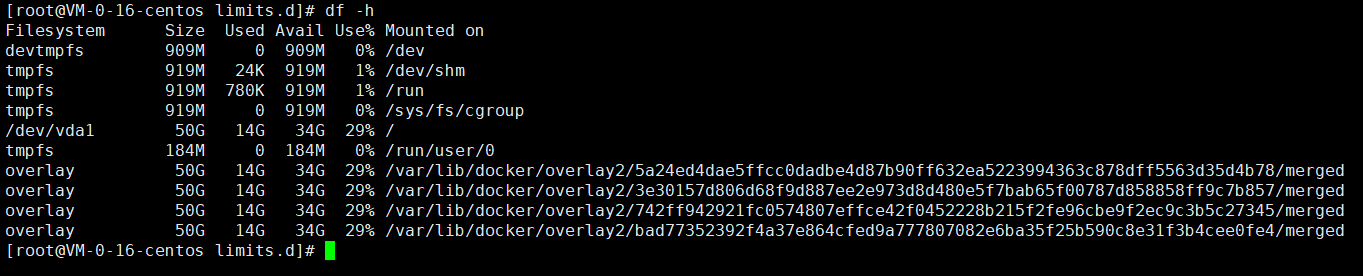 [root@VM-0-16-centos limits.d]# df -h
Filesystem      Size  Used Avail Use% Mounted on
devtmpfs        909M     0  909M   0% /dev
tmpfs           919M   24K  919M   1% /dev/shm
tmpfs           919M  780K  919M   1% /run
tmpfs           919M     0  919M   0% /sys/fs/cgroup
/dev/vda1        50G   14G   34G  29% /
tmpfs           184M     0  184M   0% /run/user/0
overlay          50G   14G   34G  29% /var/lib/docker/overlay2/5a24ed4dae5ffcc0dadbe4d87b90ff632ea5223994363c878dff5563d35d4b78/merged
overlay          50G   14G   34G  29% /var/lib/docker/overlay2/3e30157d806d68f9d887ee2e973d8d480e5f7bab65f00787d858858ff9c7b857/merged
overlay          50G   14G   34G  29% /var/lib/docker/overlay2/742ff942921fc0574807effce42f0452228b215f2fe96cbe9f2ec9c3b5c27345/merged
overlay          50G   14G   34G  29% /var/lib/docker/overlay2/bad77352392f4a37e864cfed9a777807082e6ba35f25b590c8e31f3b4cee0fe4/merged
[root@VM-0-16-centos limits.d]#